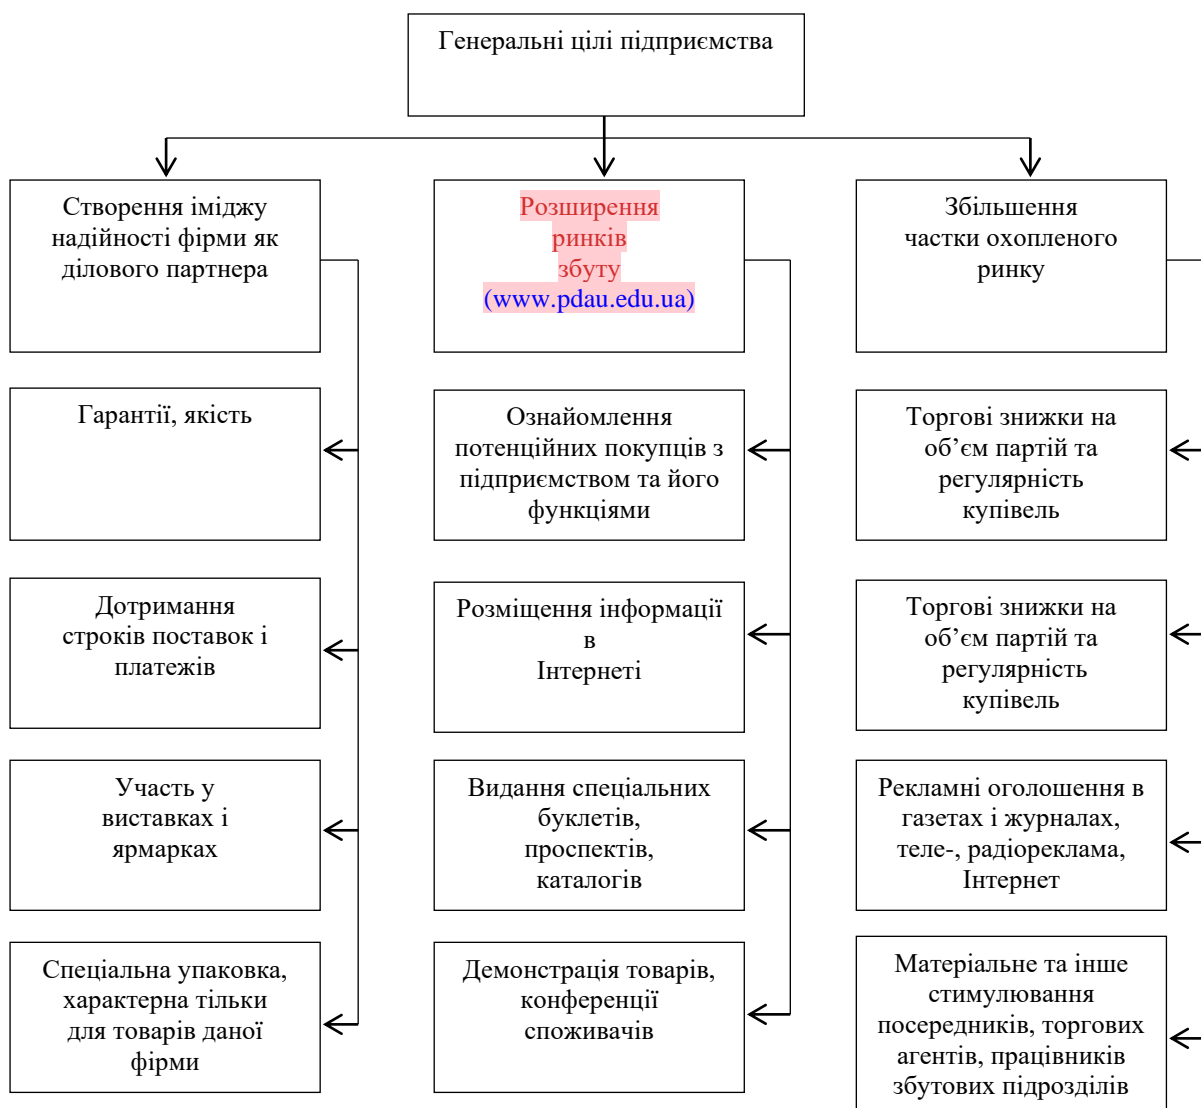 Генеральні цілі підприємства
Створення іміджу
надійності фірми як
ділового партнера
Розширення
ринків
збуту
(www.pdau.edu.ua)
Збільшення
частки охопленого
ринку
Гарантії, якість
Ознайомлення
потенційних покупців з
підприємством та його
функціями
Торгові знижки на
об’єм партій та
регулярність
купівель
Дотримання
строків поставок і
платежів
Розміщення інформації
в
Інтернеті
Торгові знижки на
об’єм партій та
регулярність
купівель
Участь у
виставках і
ярмарках
Видання спеціальних
буклетів,
проспектів,
каталогів
Рекламні оголошення в
газетах і журналах,
теле-, радіореклама,
Інтернет
Спеціальна упаковка,
характерна тільки
для товарів даної
фірми
Демонстрація товарів,
конференції
споживачів
Матеріальне та інше
стимулювання
посередників, торгових
агентів, працівників
збутових підрозділів